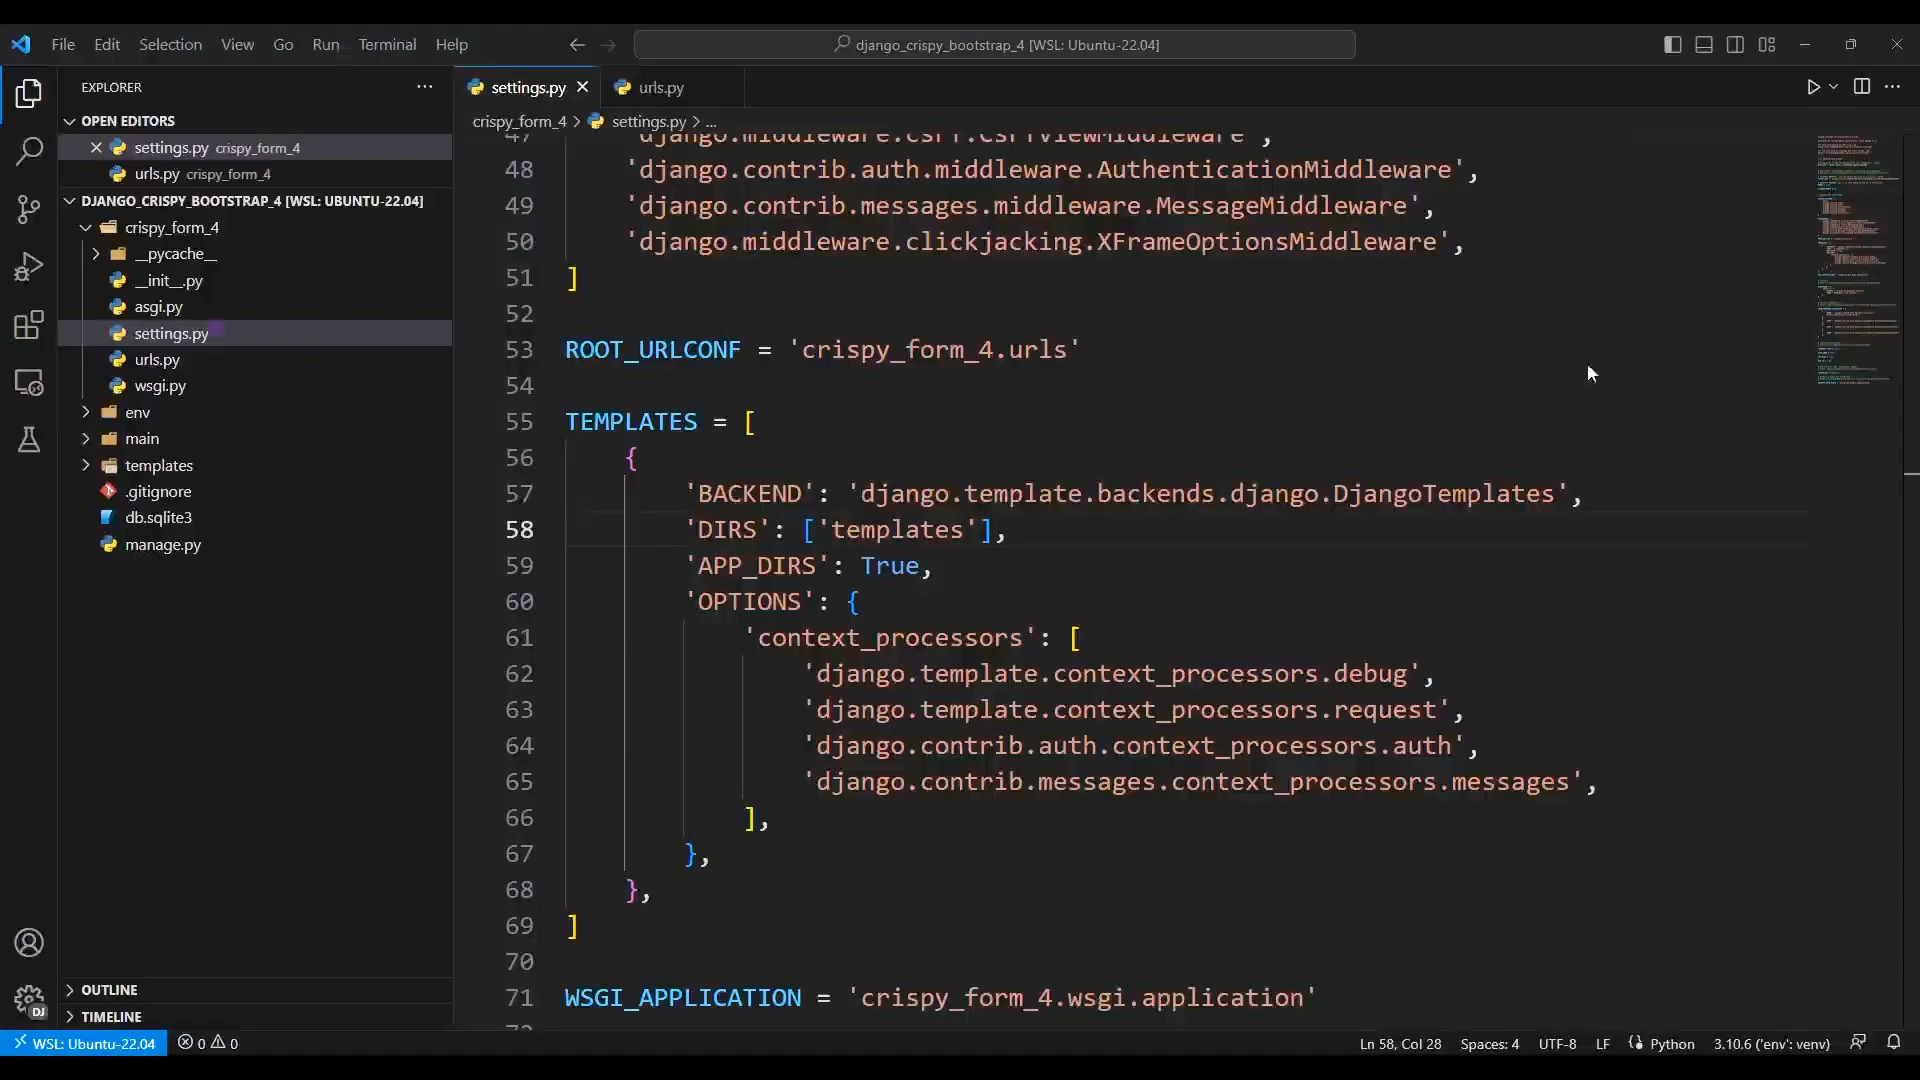 File Edit Selection View Go Run Terminal Help
django_crispy_bootstrap_4 [WSL: Ubuntu-22.04]
EXPLORER
OPEN EDITORS
settings.py crispy_form_4
urls.py crispy_form_4
DJANGO_CRISPY_BOOTSTRAP_4 [WSL: UBUNTU-22.04]
crispy_form_4
__pycache__
__init__.py
asgi.py
settings.py
urls.py
wsgi.py
env
main
templates
.gitignore
db.sqlite3
manage.py
OUTLINE
TIMELINE
settings.py urls.py
crispy_form_4 > settings.py > ...
47 'django.middleware.csrf.CsrfViewMiddleware',
48 'django.contrib.auth.middleware.AuthenticationMiddleware',
49 'django.contrib.messages.middleware.MessageMiddleware',
50 'django.middleware.clickjacking.XFrameOptionsMiddleware',
51 ]
52
53 ROOT_URLCONF = 'crispy_form_4.urls'
54
55 TEMPLATES = [
56 {
57 'BACKEND': 'django.template.backends.django.DjangoTemplates',
58 'DIRS': ['templates'],
59 'APP_DIRS': True,
60 'OPTIONS': {
61 'context_processors': [
62 'django.template.context_processors.debug',
63 'django.template.context_processors.request',
64 'django.contrib.auth.context_processors.auth',
65 'django.contrib.messages.context_processors.messages',
66 ],
67 },
68 },
69 ]
70
71 WSGI_APPLICATION = 'crispy_form_4.wsgi.application'
DJ
WSL: Ubuntu-22.04 0 0 Ln 58, Col 28 Spaces: 4 UTF-8 LF Python 3.10.6 ('env': venv)